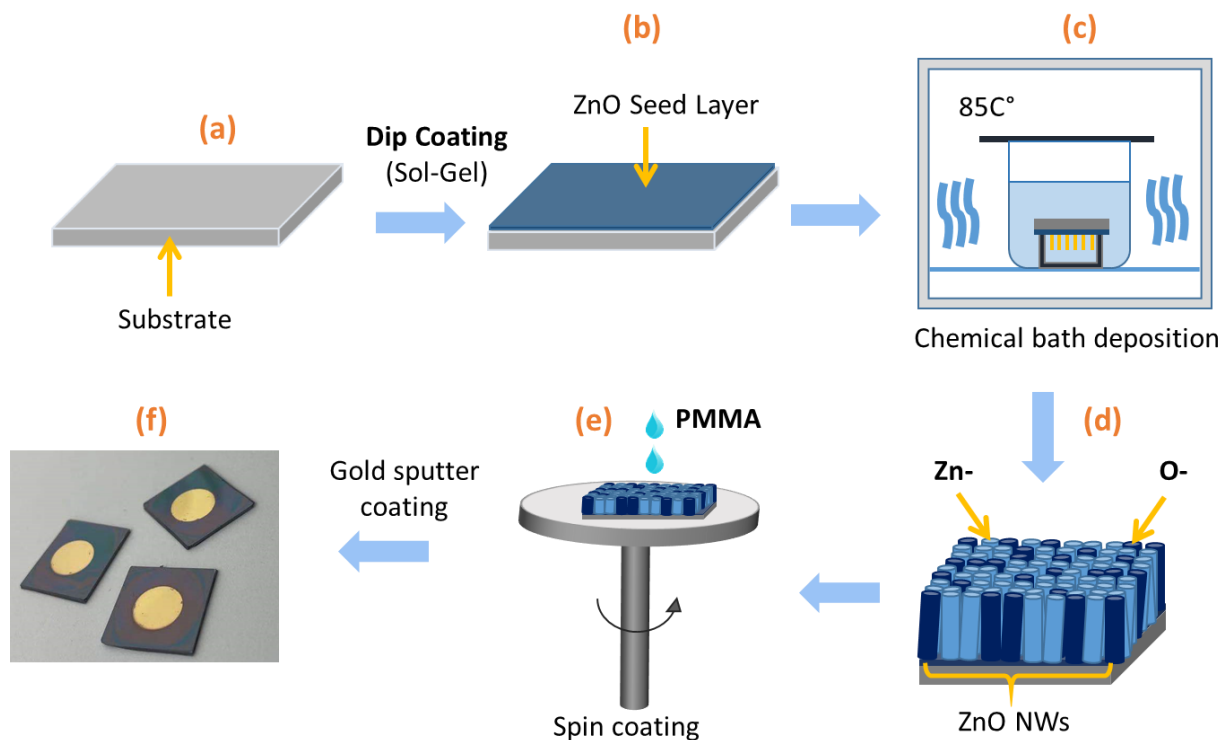 (a)
Substrate
Dip Coating
(Sol-Gel)
(b)
ZnO Seed Layer
(c)
85C°
Chemical bath deposition
(d)
Zn-
O-
ZnO NWs
(e)
PMMA
Spin coating
Gold sputter
coating
(f)